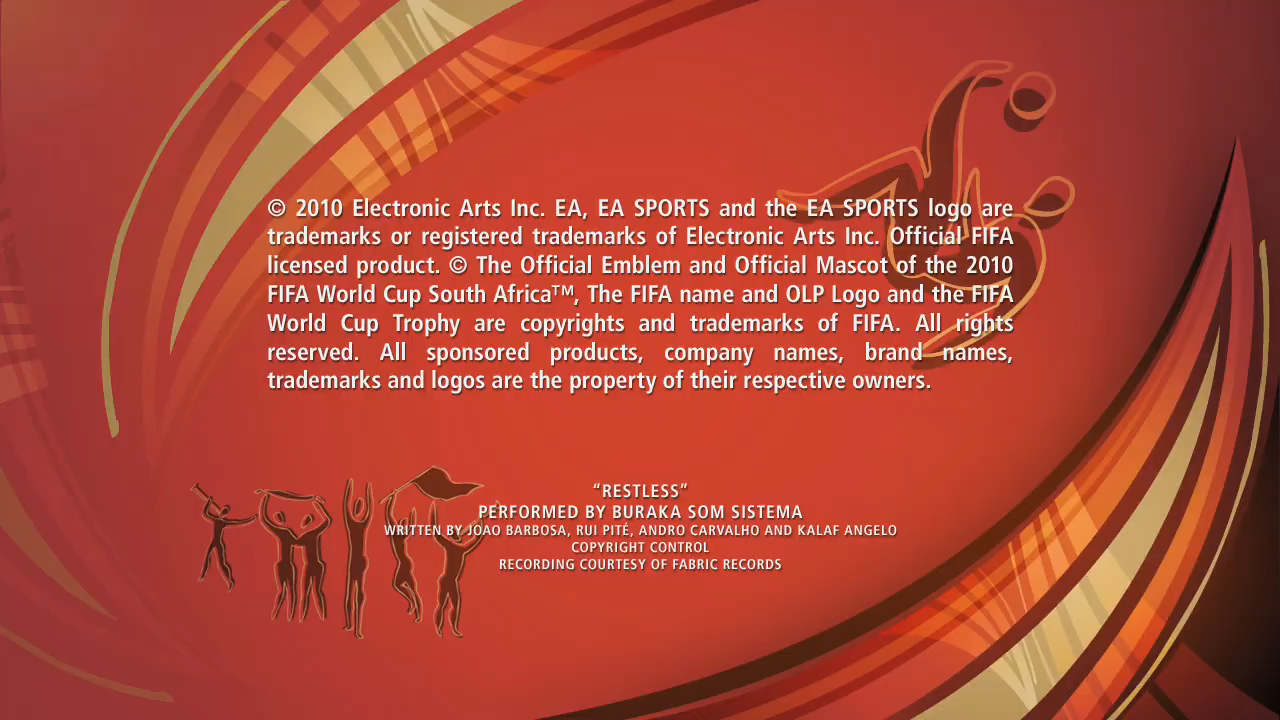 © 2010 Electronic Arts Inc. EA, EA SPORTS and the EA SPORTS logo are
trademarks or registered trademarks of Electronic Arts Inc. Official FIFA
licensed product. © The Official Emblem and Official Mascot of the 2010
FIFA World Cup South Africa™, The FIFA name and OLP Logo and the FIFA
World Cup Trophy are copyrights and trademarks of FIFA. All rights
reserved. All sponsored products, company names, brand names,
trademarks and logos are the property of their respective owners.
“RESTLESS”
PERFORMED BY BURAKA SOM SISTEMA
WRITTEN BY JOAO BARBOSA, RUI PITÉ, ANDRO CARVALHO AND KALAF ANGELO
COPYRIGHT CONTROL
RECORDING COURTESY OF FABRIC RECORDS